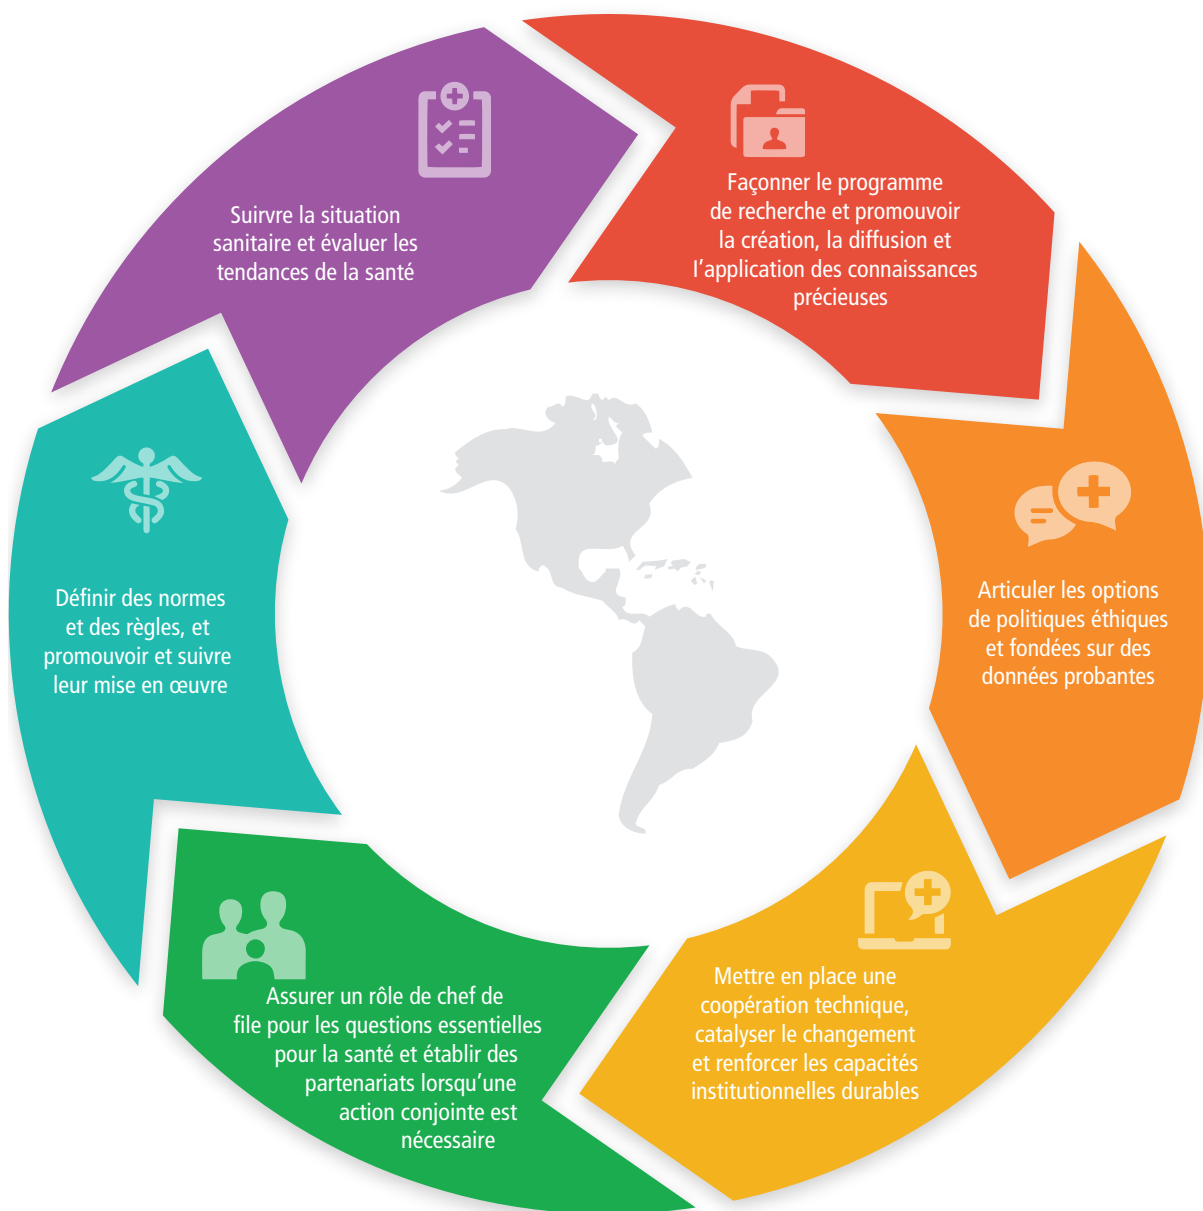 Suirvre la situation
sanitaire et évaluer les
tendances de la santé
Façonner le programme
de recherche et promouvoir
la création, la diffusion et
l'application des connaissances
précieuses
Articuler les options
de politiques éthiques
et fondées sur des
données probantes
Mettre en place une
coopération technique,
catalyser le changement
et renforcer les capacités
institutionnelles durables
Assurer un rôle de chef de
file pour les questions essentielles
pour la santé et établir des
partenariats lorsqu'une
action conjointe est
nécessaire
Définir des normes
et des règles, et
promouvoir et suivre
leur mise en œuvre